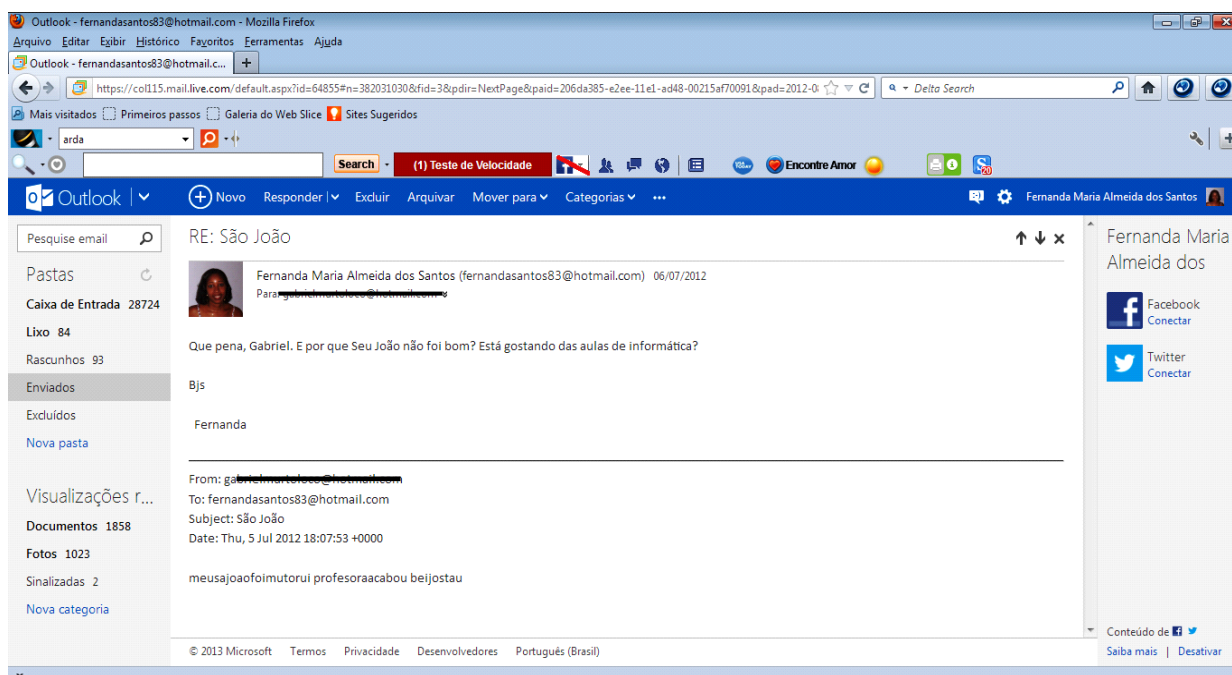 Outlook - fernandasantos83@hotmail.com - Mozilla Firefox
Arquivo Editar Exibir Histórico Favoritos Ferramentas Ajuda
Outlook - fernandasantos83@hotmail.c... +
https://col115.mail.live.com/default.aspx?id=64855#n=382031030&fid=3&pdir=NextPage&paid=206da385-e2ee-11e1-ad48-00215af70091&pad=2012-0 Delta Search
Mais visitados Primeiros passos Galeria do Web Slice Sites Sugeridos
arda
Search (1) Teste de Velocidade Encontre Amor
Outlook Novo Responder Excluir Arquivar Mover para Categorias ... Fernanda Maria Almeida dos Santos
Pesquise email
Pastas
Caixa de Entrada 28724
Lixo 84
Rascunhos 93
Enviados
Excluídos
Nova pasta
Visualizações r...
Documentos 1858
Fotos 1023
Sinalizadas 2
Nova categoria
RE: São João
Fernanda Maria Almeida dos Santos (fernandasantos83@hotmail.com) 06/07/2012
Para:
Que pena, Gabriel. E por que Seu João não foi bom? Está gostando das aulas de informática?
Bjs
Fernanda
From:
To: fernandasantos83@hotmail.com
Subject: São João
Date: Thu, 5 Jul 2012 18:07:53 +0000
meusajoaofoimutorui profesoraacabou beijostau
© 2013 Microsoft Termos Privacidade Desenvolvedores Português (Brasil)
Fernanda Maria
Almeida dos
Facebook
Conectar
Twitter
Conectar
Conteúdo de
Saiba mais | Desativar